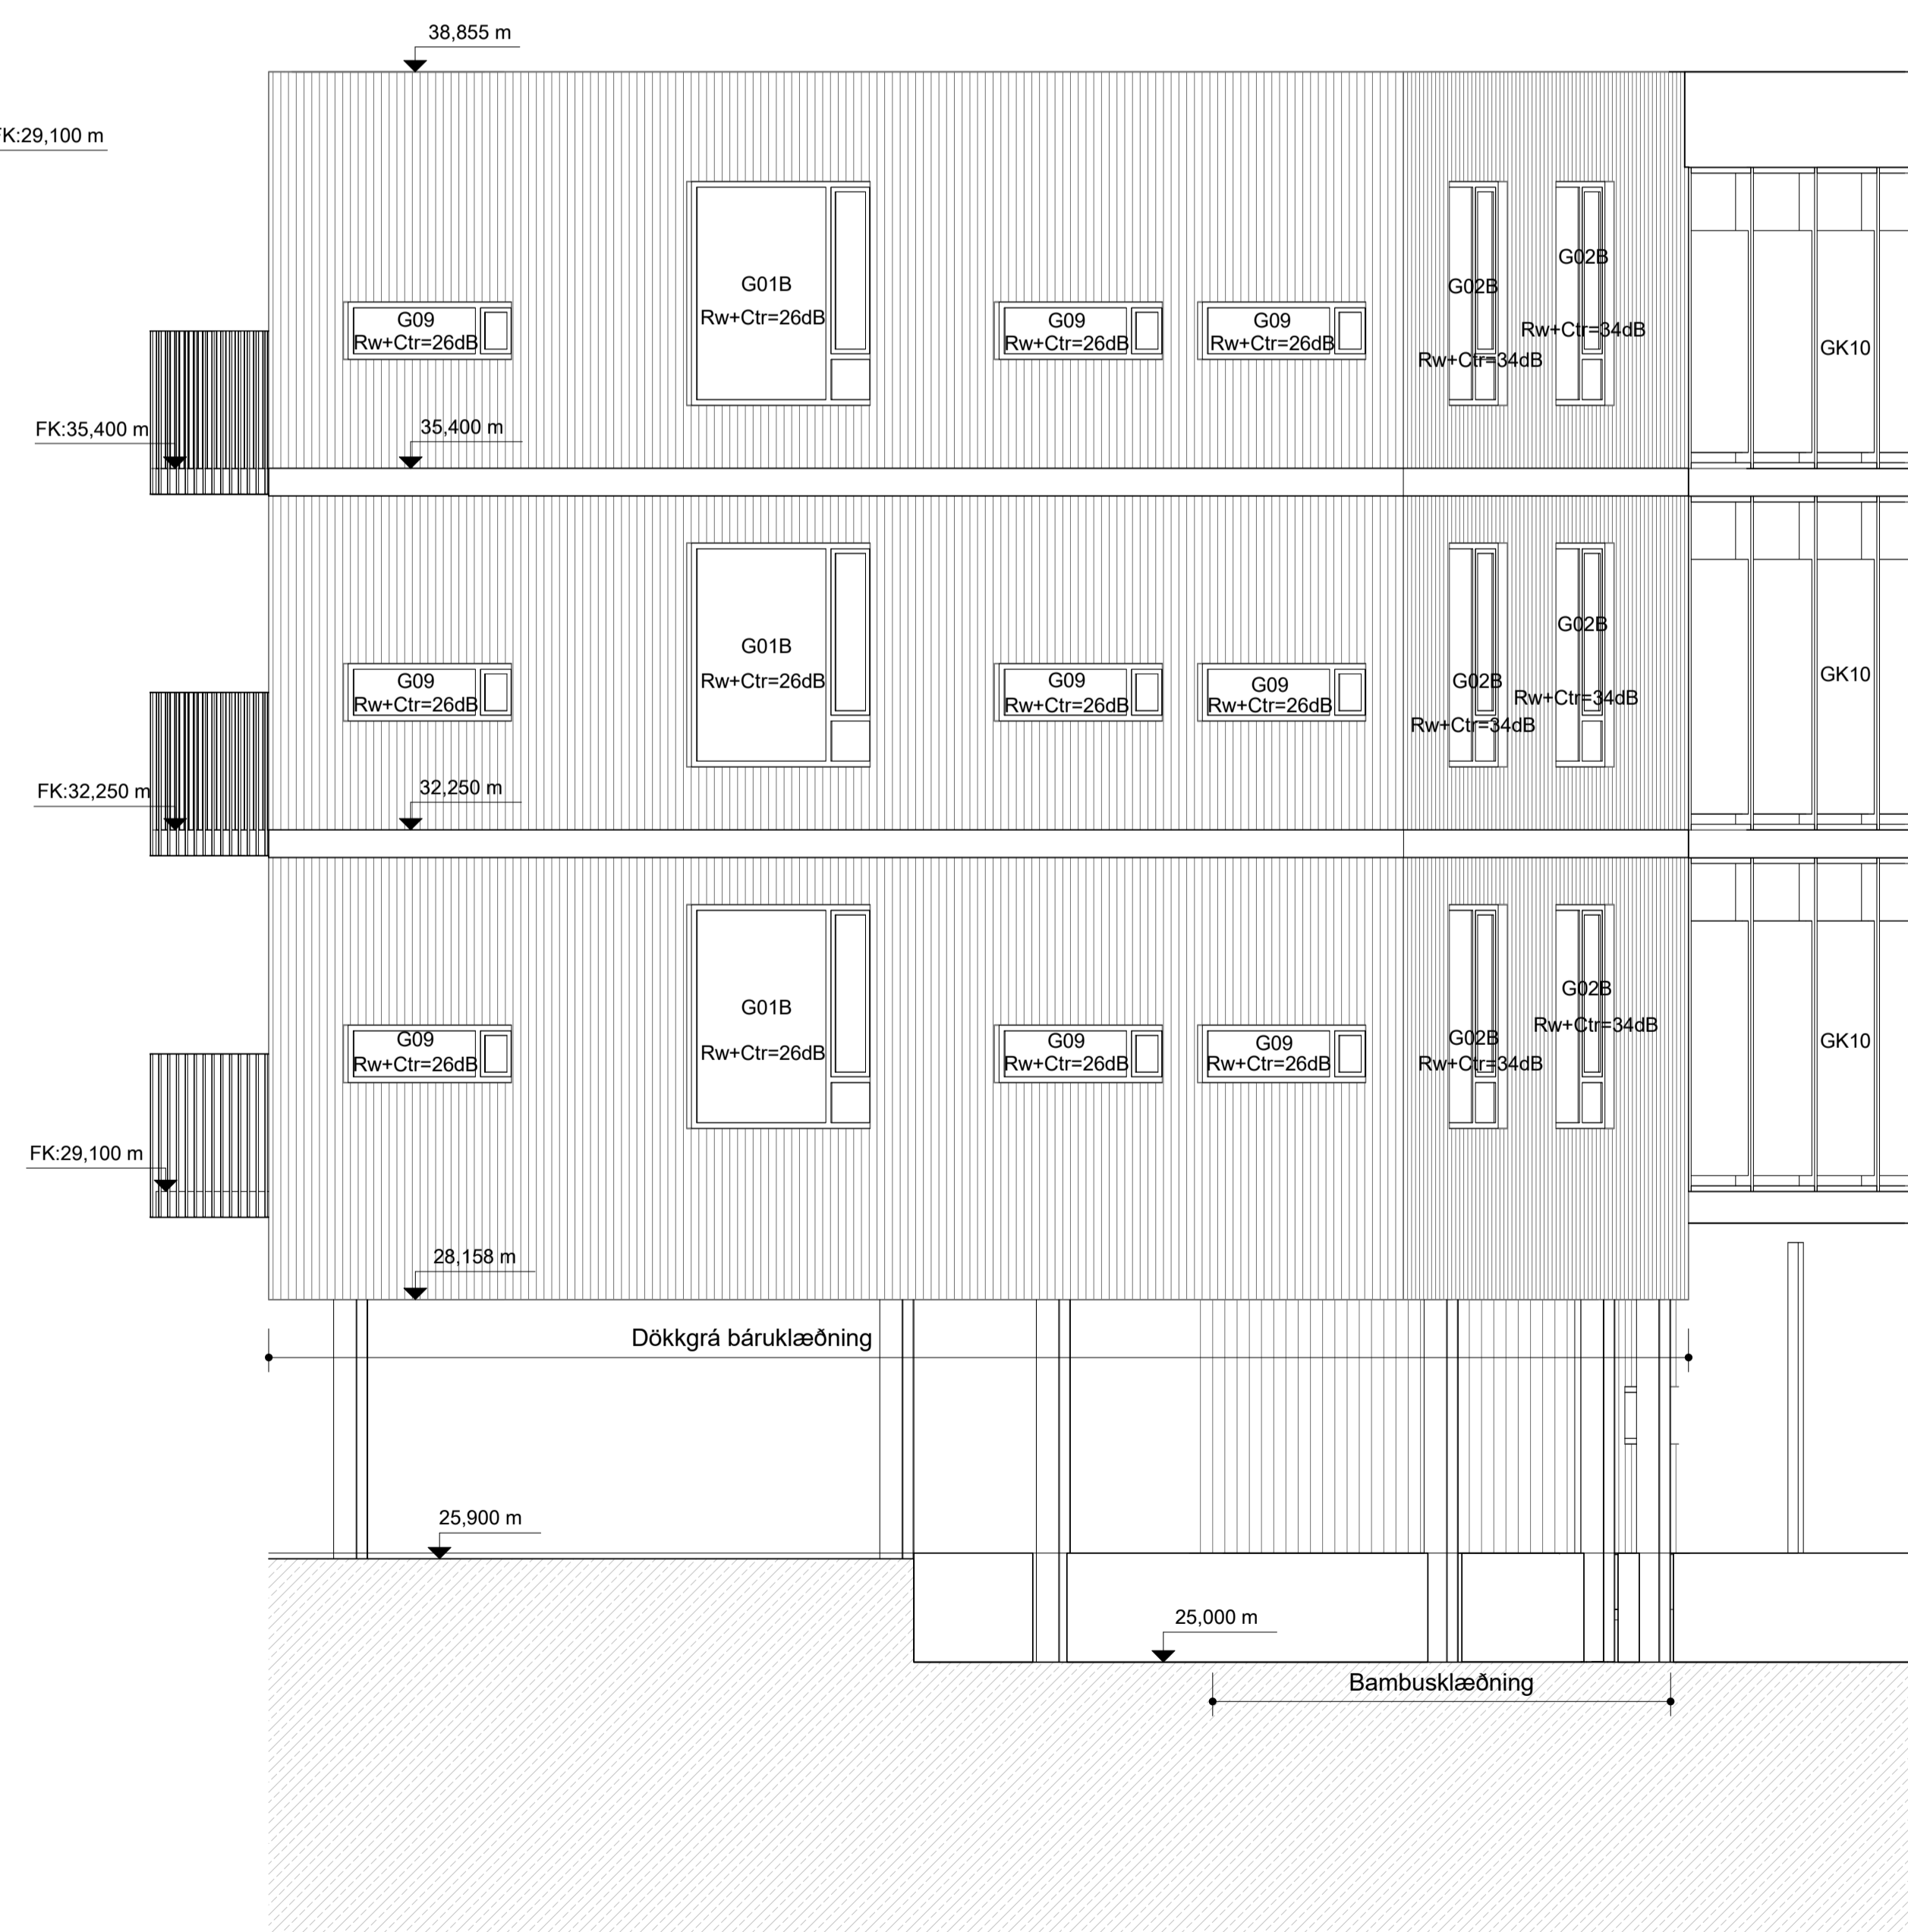 38,855 m
FK:29,100 m
G01B
Rw+Ctr=26dB
G09
Rw+Ctr=26dB
G09
Rw+Ctr=26dB
G09
Rw+Ctr=26dB
G02B
Rw+Ctr=34dB
G02B
Rw+Ctr=34dB
GK10
FK:35,400 m
35,400 m
G01B
Rw+Ctr=26dB
G09
Rw+Ctr=26dB
G09
Rw+Ctr=26dB
G09
Rw+Ctr=26dB
G02B
Rw+Ctr=34dB
G02B
Rw+Ctr=34dB
GK10
FK:32,250 m
32,250 m
G01B
Rw+Ctr=26dB
G09
Rw+Ctr=26dB
G09
Rw+Ctr=26dB
G09
Rw+Ctr=26dB
G02B
Rw+Ctr=34dB
G02B
Rw+Ctr=34dB
GK10
FK:29,100 m
28,158 m
Dökkgrá báruklæðning
25,900 m
25,000 m
Bambusklæðning